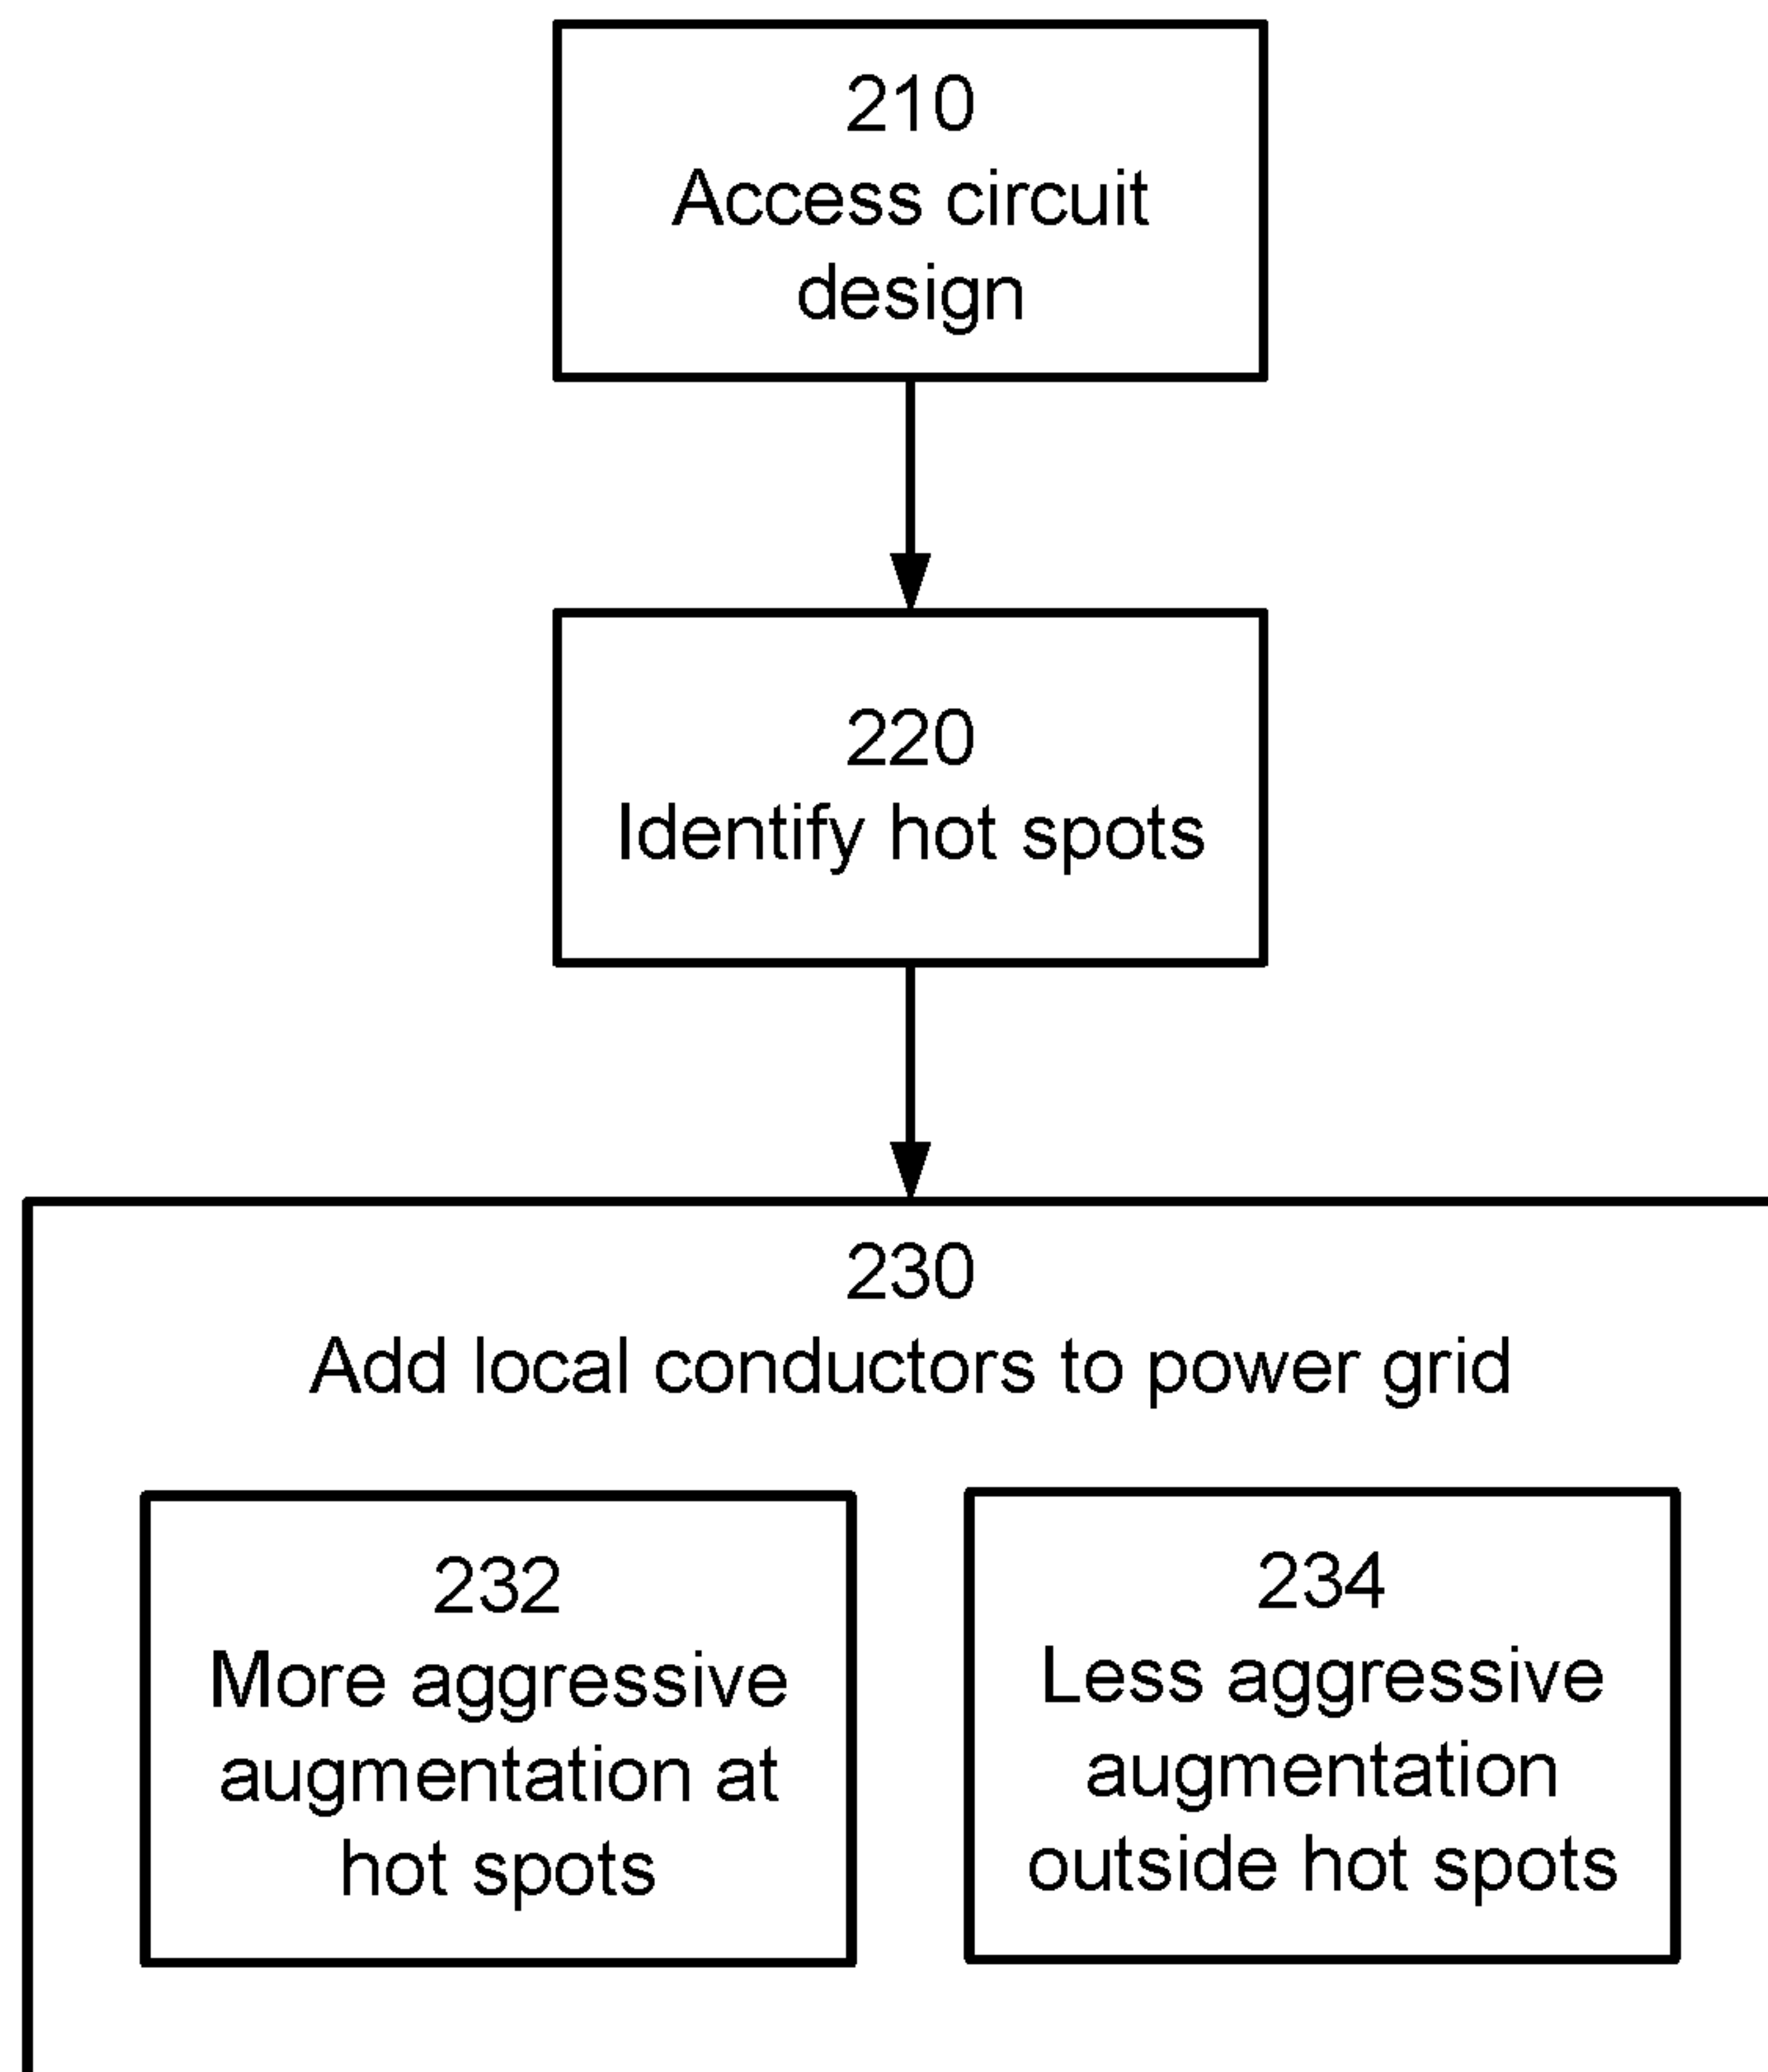 210
Access circuit
design
220
Identify hot spots
230
Add local conductors to power grid
232
More aggressive
augmentation at
hot spots
234
Less aggressive
augmentation
outside hot spots